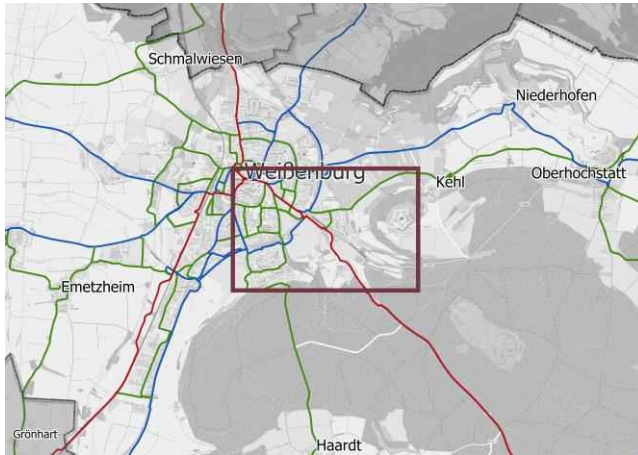 Schmalwiesen
Niederhofen
Weißenburg
Oberhochstatt
Kehl
Emetzheim
Grönhart
Haardt